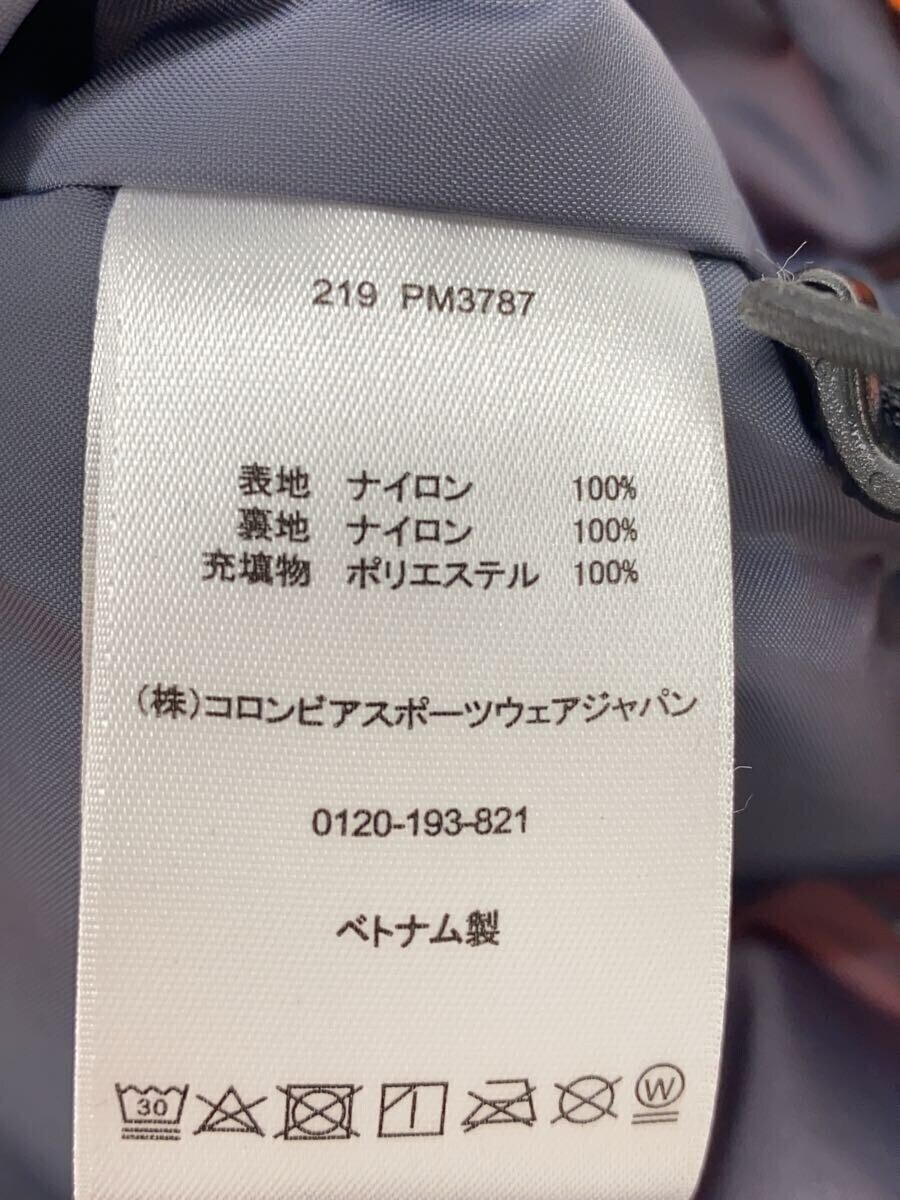 219 PM3787
表地 ナイロン 100%
裏地 ナイロン 100%
充填物 ポリエステル 100%
(株)コロンビアスポーツウェアジャパン
0120-193-821
ベトナム製
30 W